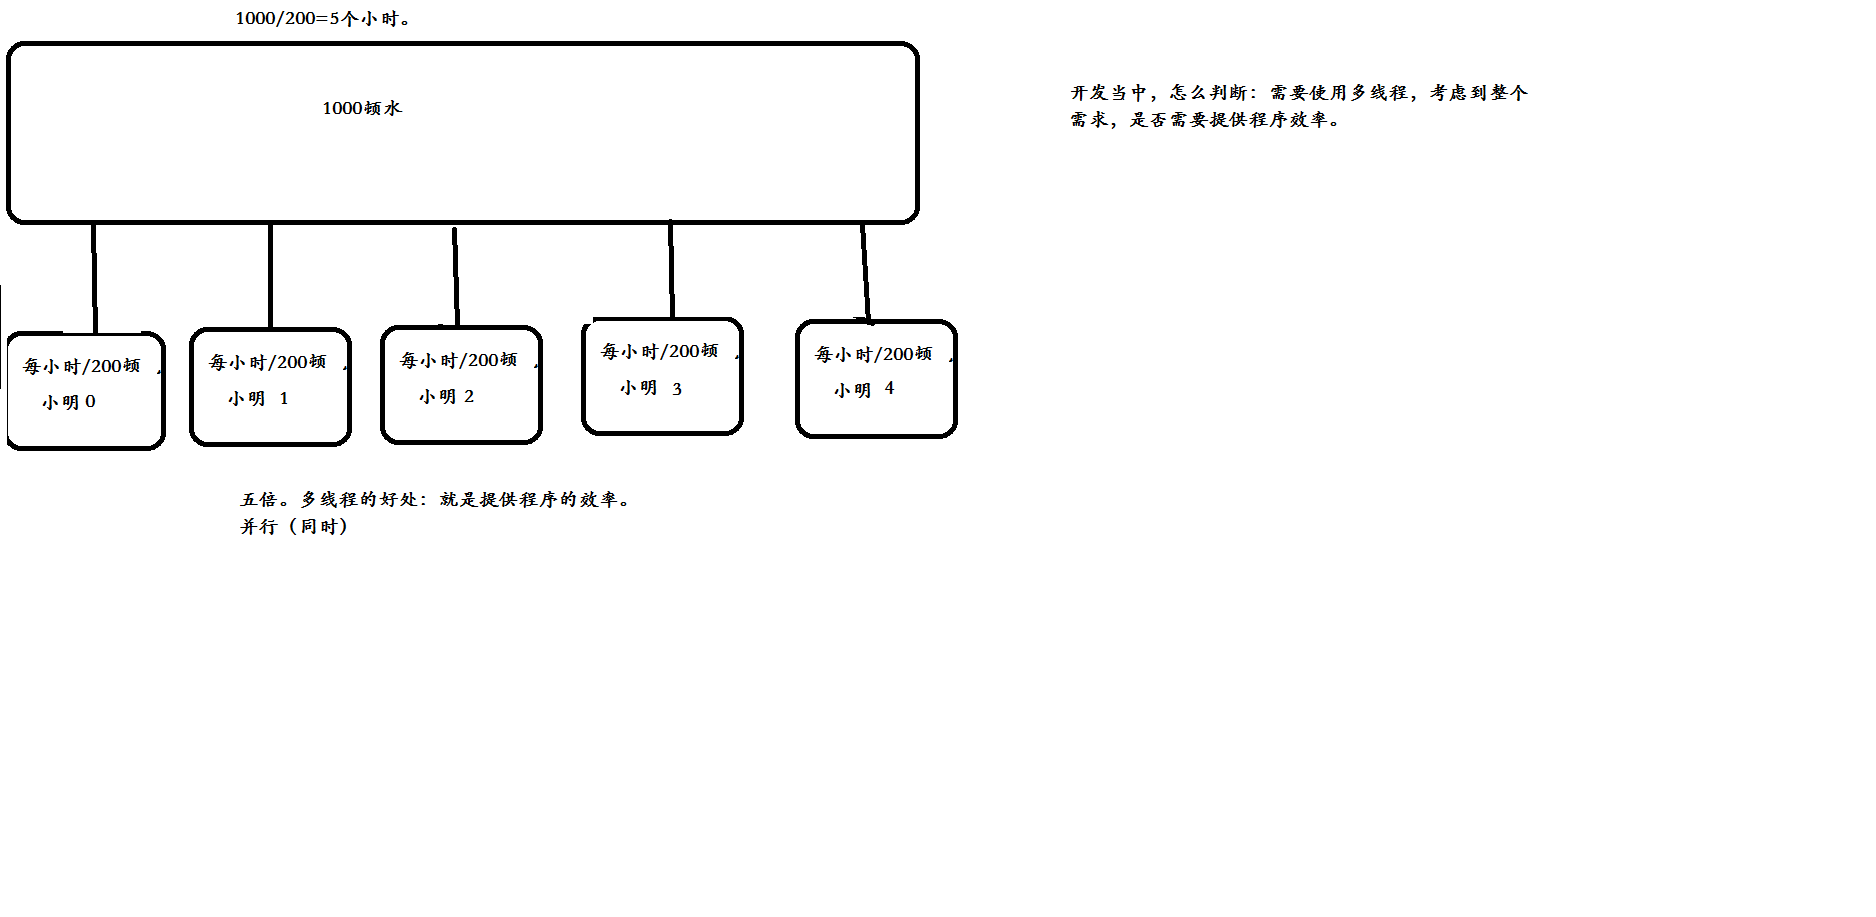 1000/200=5个小时。
1000顿水
开发当中，怎么判断：需要使用多线程，考虑到整个
需求，是否需要提供程序效率。
每小时/200顿
小明 0
每小时/200顿
小明 1
每小时/200顿
小明 2
每小时/200顿
小明 3
每小时/200顿
小明 4
五倍。多线程的好处：就是提供程序的效率。
并行（同时）